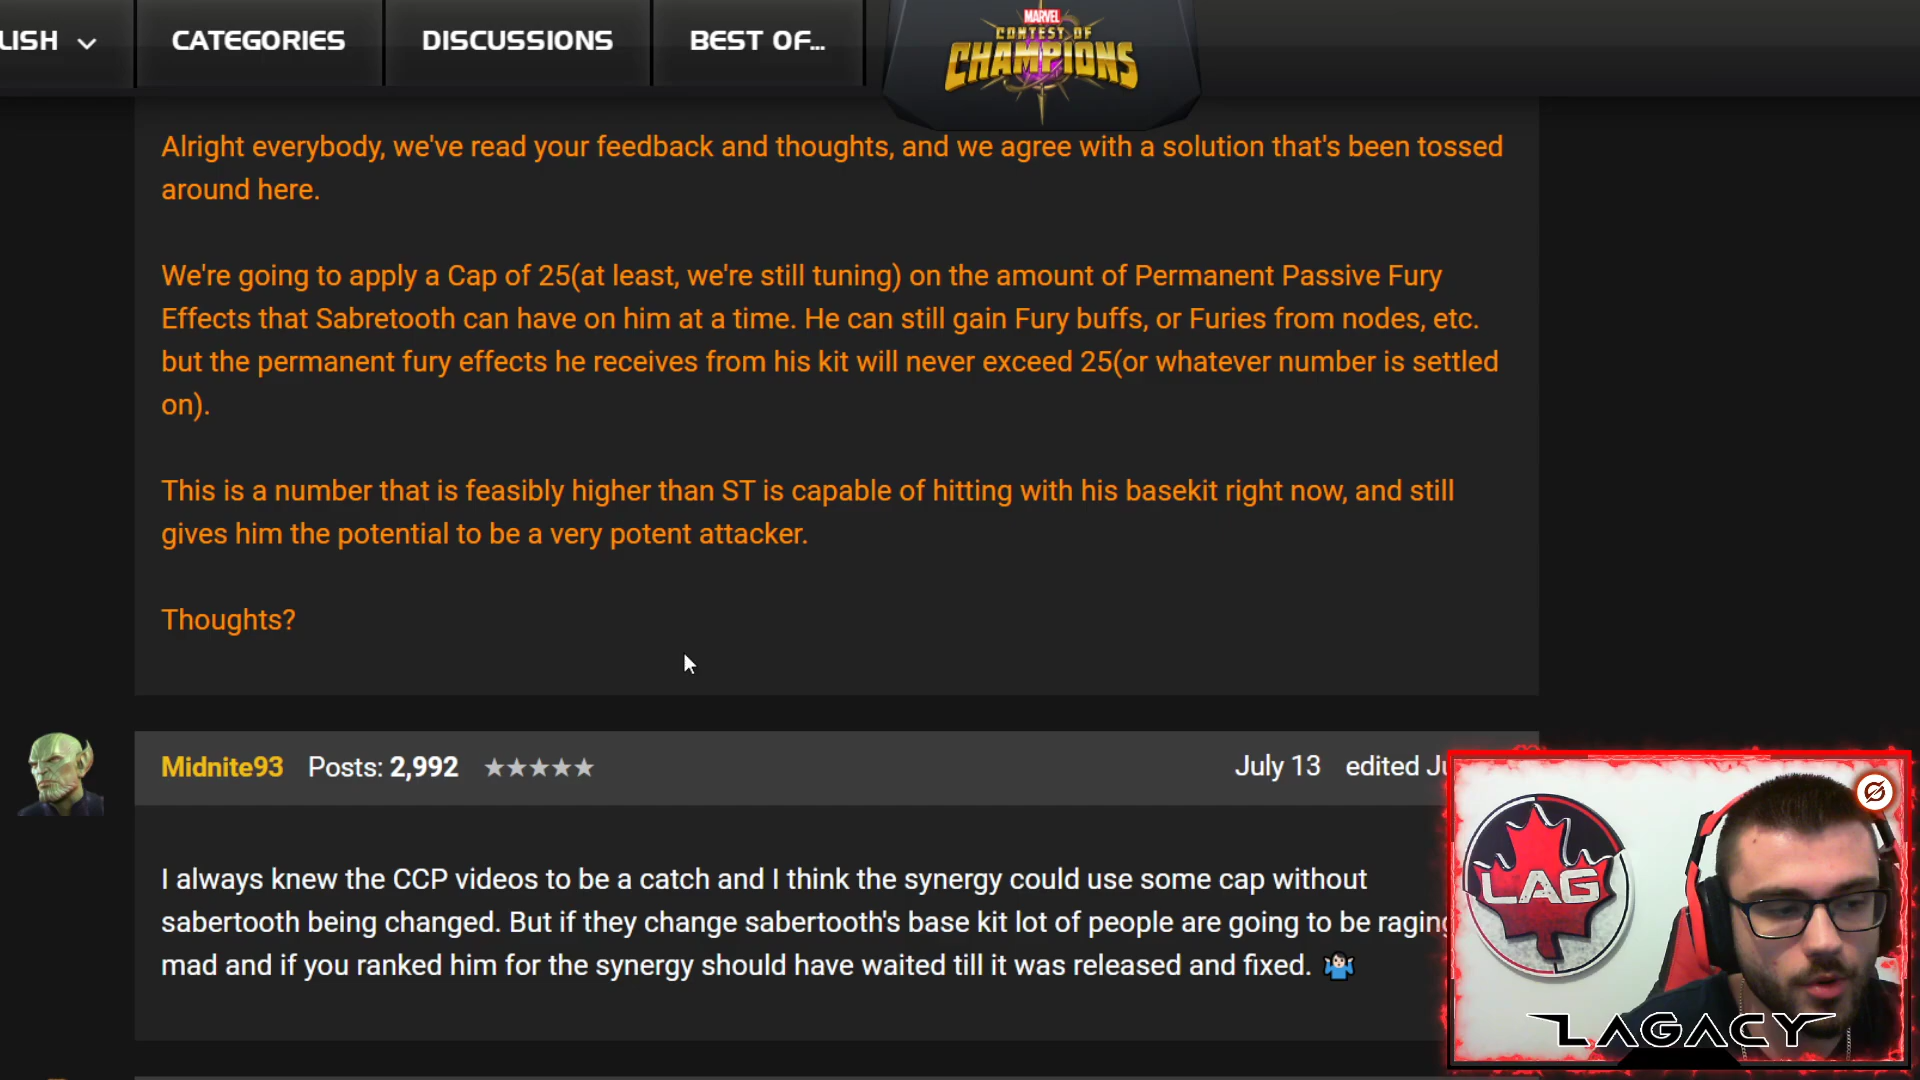 LISH
CATEGORIES
DISCUSSIONS
BEST OF...
MARVEL
CONTEST OF
CHAMPIONS
Alright everybody, we've read your feedback and thoughts, and we agree with a solution that's been tossed
around here.
We're going to apply a Cap of 25(at least, we're still tuning) on the amount of Permanent Passive Fury
Effects that Sabretooth can have on him at a time. He can still gain Fury buffs, or Furies from nodes, etc.
but the permanent fury effects he receives from his kit will never exceed 25(or whatever number is settled
on).
This is a number that is feasibly higher than ST is capable of hitting with his basekit right now, and still
gives him the potential to be a very potent attacker.
Thoughts?
Midnite93 Posts: 2,992 ★★★★★ July 13 edited Ju
I always knew the CCP videos to be a catch and I think the synergy could use some cap without
sabertooth being changed. But if they change sabertooth's base kit lot of people are going to be raging
mad and if you ranked him for the synergy should have waited till it was released and fixed. 🤷
LAG
LAGACY